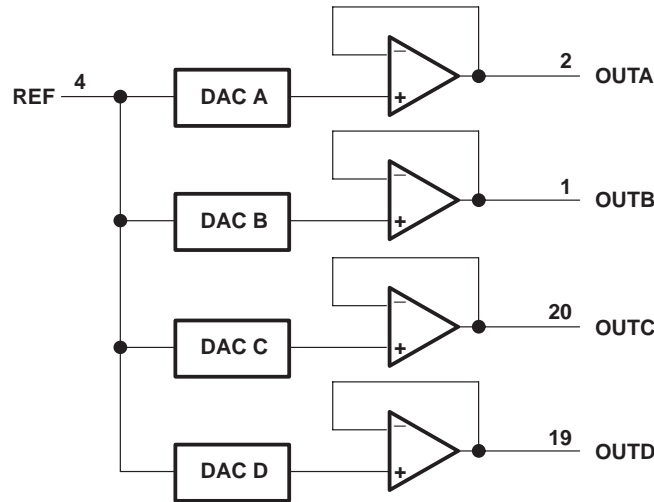 REF
4
DAC A
–
+
2
OUTA
DAC B
–
+
1
OUTB
DAC C
–
+
20
OUTC
DAC D
–
+
19
OUTD